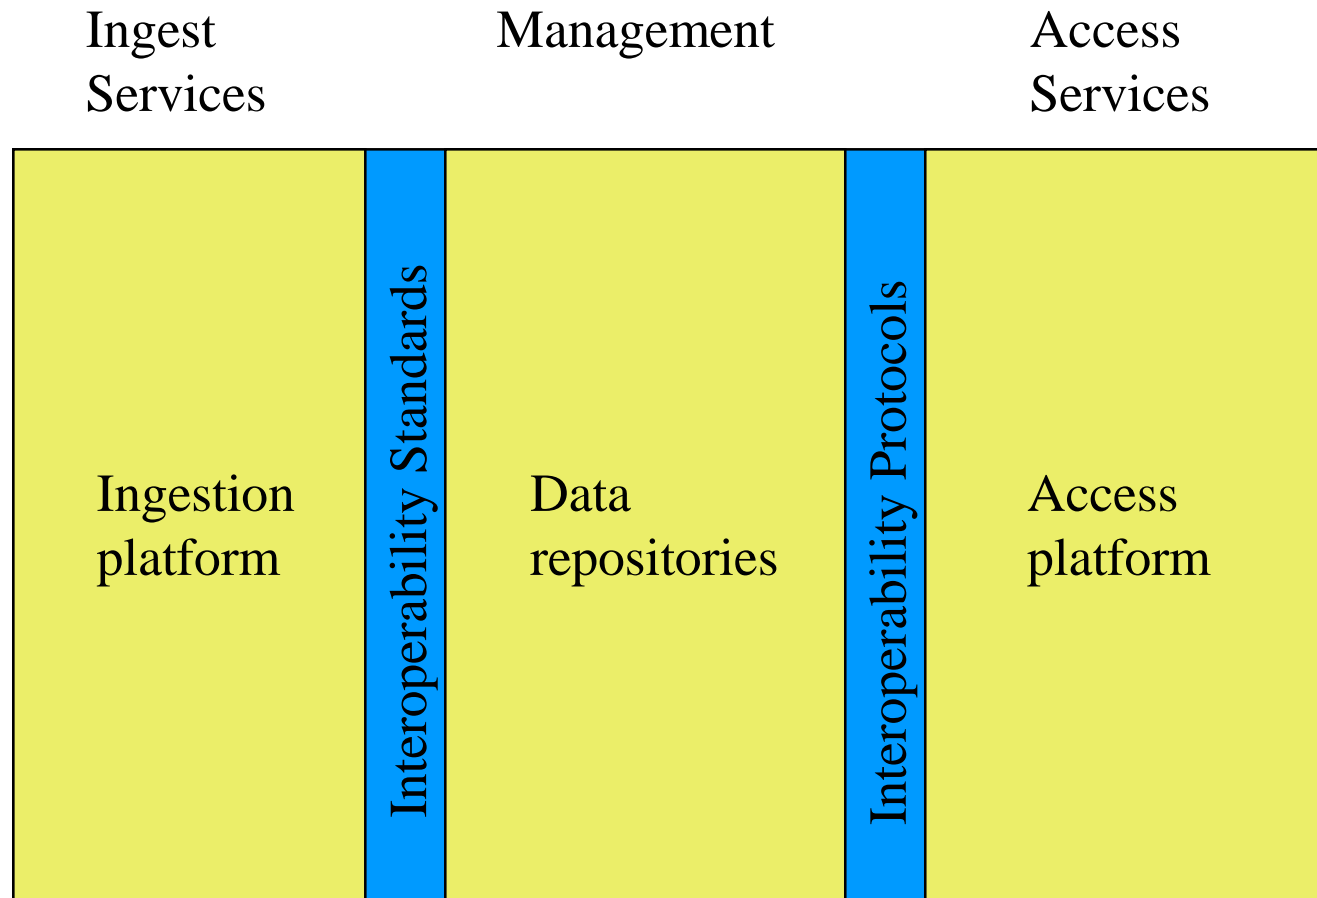 Ingest
Services
Management
Access
Services
Ingestion
platform
Interoperability Standards
Data
repositories
Interoperability Protocols
Access
platform